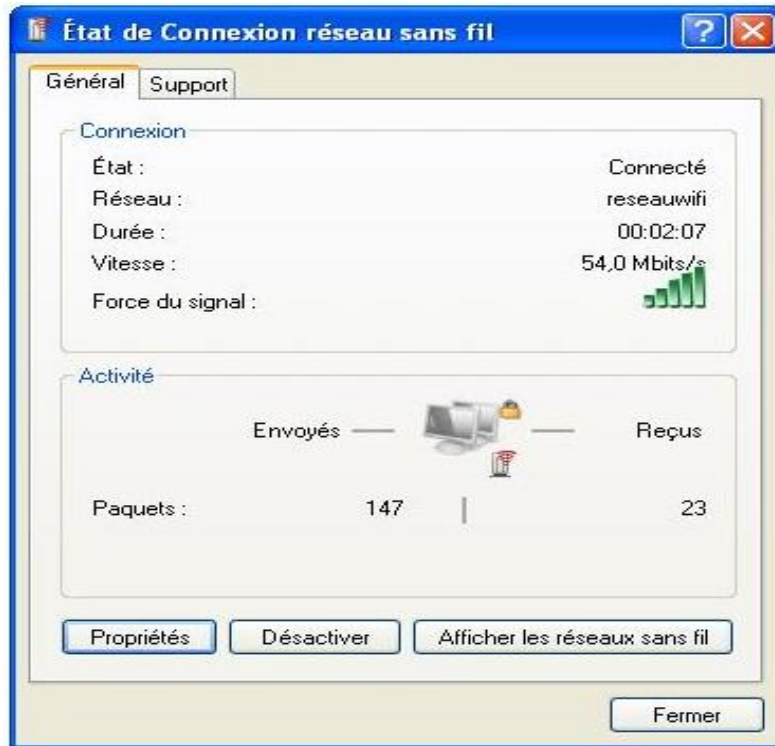 État de Connexion réseau sans fil
Général Support
Connexion
État : Connecté
Réseau : reseauwifi
Durée : 00:02:07
Vitesse : 54,0 Mbits/s
Force du signal :
Activité
Envoyés Reçus
Paquets : 147 23
Propriétés Désactiver Afficher les réseaux sans fil
Fermer